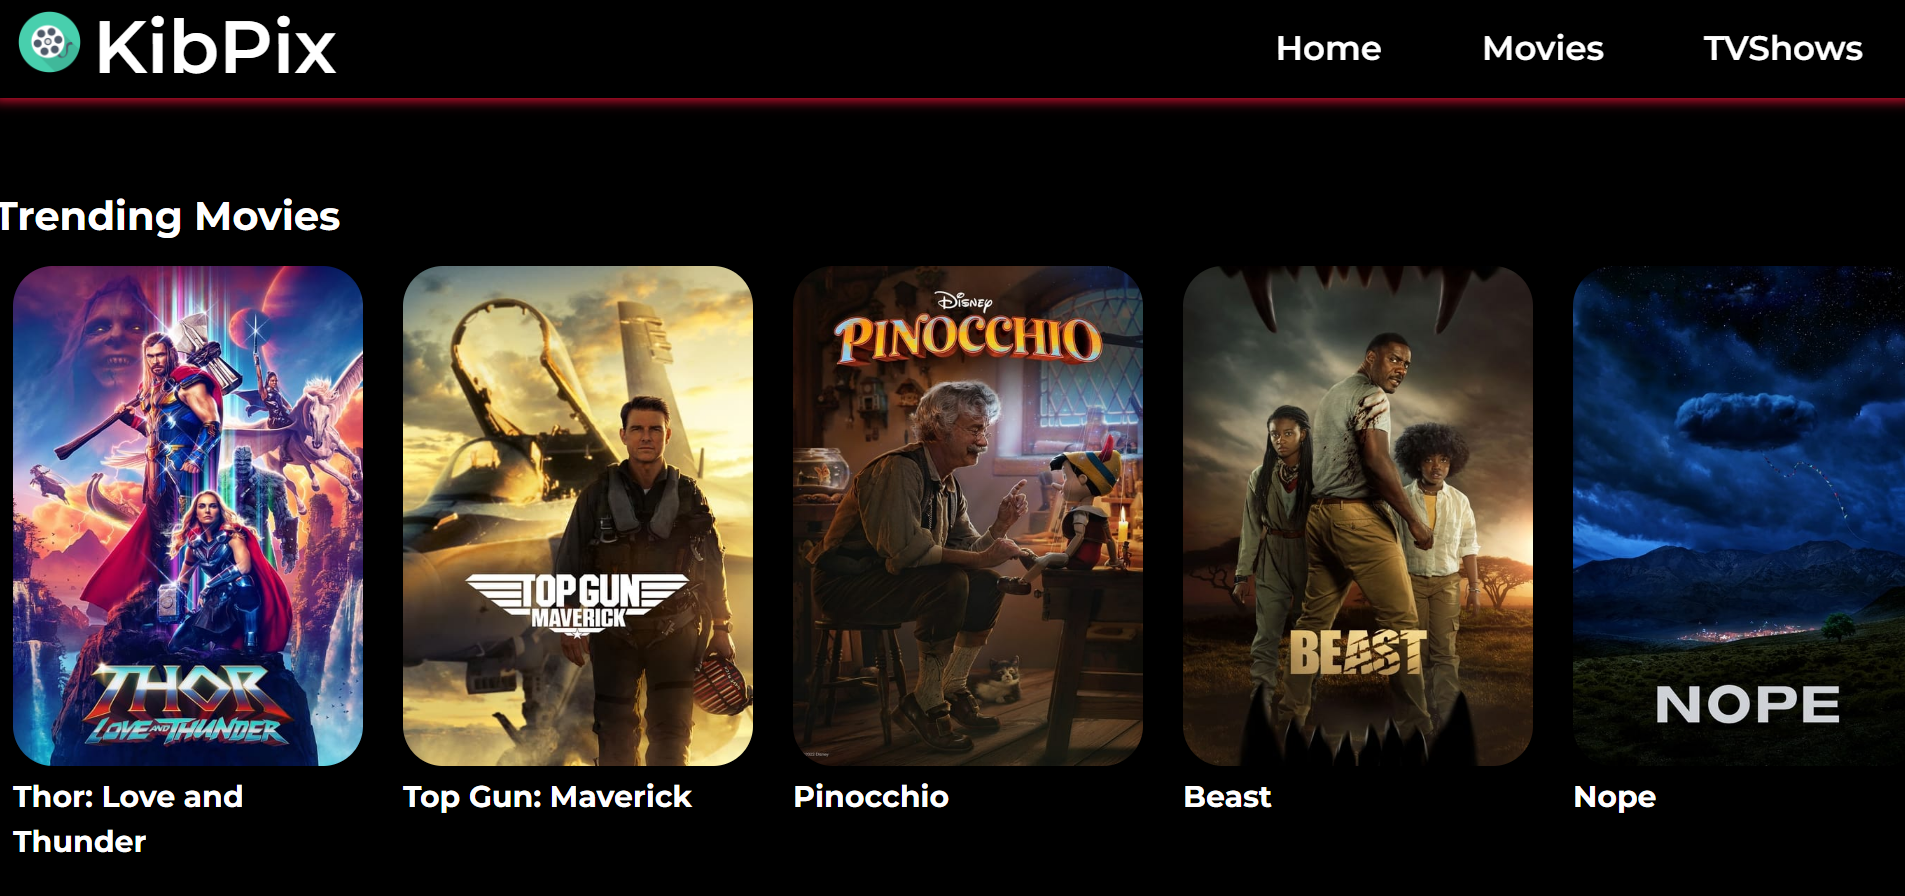 KibPix
Home Movies TVShows
Trending Movies
DISNEY
PINOCCHIO
TOP GUN
MAVERICK
BEAST
THOR
LOVE AND THUNDER
NOPE
Thor: Love and
Thunder
Top Gun: Maverick
Pinocchio
Beast
Nope